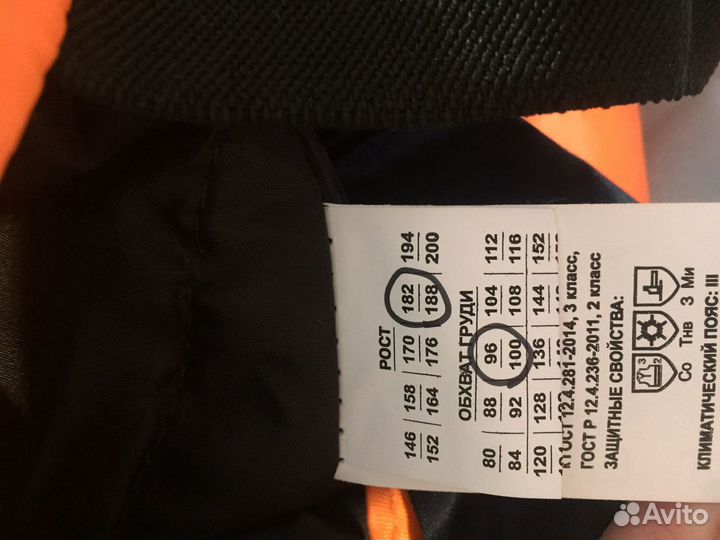 РОСТ
146 158 170 182 194
152 164 176 188 200
ОБХВАТ ГРУДИ
80 88 96 104 112
84 92 100 108 116
120 128 136 144 152
ГОСТ 12.4.281-2014, 3 класс,
ГОСТ Р 12.4.236-2011, 2 класс
ЗАЩИТНЫЕ СВОЙСТВА:
Со Тнв З Ми
КЛИМАТИЧЕСКИЙ ПОЯС: III
Avito